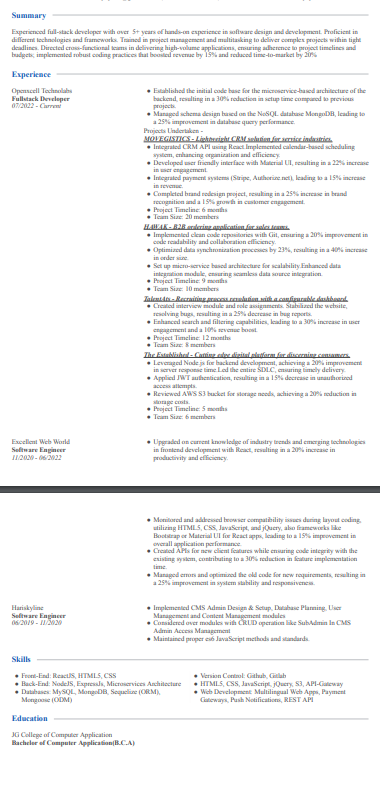 Summary
Experienced full-stack developer with over 5+ years of hands-on experience in software design and development. Proficient in
different technologies and frameworks. Trained in project management and multitasking to deliver complex projects within tight
deadlines. Directed cross-functional teams in delivering high-volume applications, ensuring adherence to project timelines and
budgets; implemented robust coding practices that boosted revenue by 15% and reduced time-to-market by 20%
Experience
Openxcell Technolabs
Fullstack Developer
07/2022 - Current
● Established the initial code base for the microservice-based architecture of the
backend, resulting in a 30% reduction in setup time compared to previous
projects.
● Managed schema design based on the NoSQL database MongoDB, leading to
a 25% improvement in database query performance.
Projects Undertaken -
MOVEGISTICS - Lightweight CRM solution for service industries.
● Integrated CRM API using React.Implemented calendar-based scheduling
system, enhancing organization and efficiency.
● Developed user friendly interface with Material UI, resulting in a 22% increase
in user engagement.
● Integrated payment systems (Stripe, Authorize.net), leading to a 15% increase
in revenue.
● Completed brand redesign project, resulting in a 25% increase in brand
recognition and a 15% growth in customer engagement.
● Project Timeline: 6 months
● Team Size: 20 members
HAWAK - B2B ordering application for sales teams.
● Implemented clean code repositories with Git, ensuring a 20% improvement in
code readability and collaboration efficiency.
● Optimized data synchronization processes by 23%, resulting in a 40% increase
in order size.
● Set up micro-service based architecture for scalability.Enhanced data
integration module, ensuring seamless data source integration.
● Project Timeline: 9 months
● Team Size: 10 members
TalentAts - Recruiting process revolution with a configurable dashboard.
● Created interview module and role assignments. Stabilized the website,
resolving bugs, resulting in a 25% decrease in bug reports.
● Enhanced search and filtering capabilities, leading to a 30% increase in user
engagement and a 10% revenue boost.
● Project Timeline: 12 months
● Team Size: 8 members
The Established - Cutting edge digital platform for discerning consumers.
● Leveraged Node.js for backend development, achieving a 20% improvement
in server response time.Led the entire SDLC, ensuring timely delivery.
● Applied JWT authentication, resulting in a 15% decrease in unauthorized
access attempts.
● Reviewed AWS S3 bucket for storage needs, achieving a 20% reduction in
storage costs.
● Project Timeline: 5 months
● Team Size: 6 members
Excellent Web World
Software Engineer
11/2020 - 06/2022
● Upgraded on current knowledge of industry trends and emerging technologies
in frontend development with React, resulting in a 20% increase in
productivity and efficiency.
● Monitored and addressed browser compatibility issues during layout coding,
utilizing HTML5, CSS, JavaScript, and jQuery, also frameworks like
Bootstrap or Material UI for React apps, leading to a 15% improvement in
overall application performance.
● Created APIs for new client features while ensuring code integrity with the
existing system, contributing to a 30% reduction in feature implementation
time.
● Managed errors and optimized the old code for new requirements, resulting in
a 25% improvement in system stability and responsiveness.
Hariskyline
Software Engineer
06/2019 - 11/2020
● Implemented CMS Admin Design & Setup, Database Planning, User
Management and Content Management modules
● Considered over modules with CRUD operation like SubAdmin In CMS
Admin Access Management
● Maintained proper es6 JavaScript methods and standards.
Skills
● Front-End: ReactJS, HTML5, CSS
● Back-End: NodeJS, ExpressJs, Microservices Architecture
● Databases: MySQL, MongoDB, Sequelize (ORM),
Mongoose (ODM)
● Version Control: Github, Gitlab
● HTML5, CSS, JavaScript, jQuery, S3, API-Gateway
● Web Development: Multilingual Web Apps, Payment
Gateways, Push Notifications, REST API
Education
JG College of Computer Application
Bachelor of Computer Application(B.C.A)